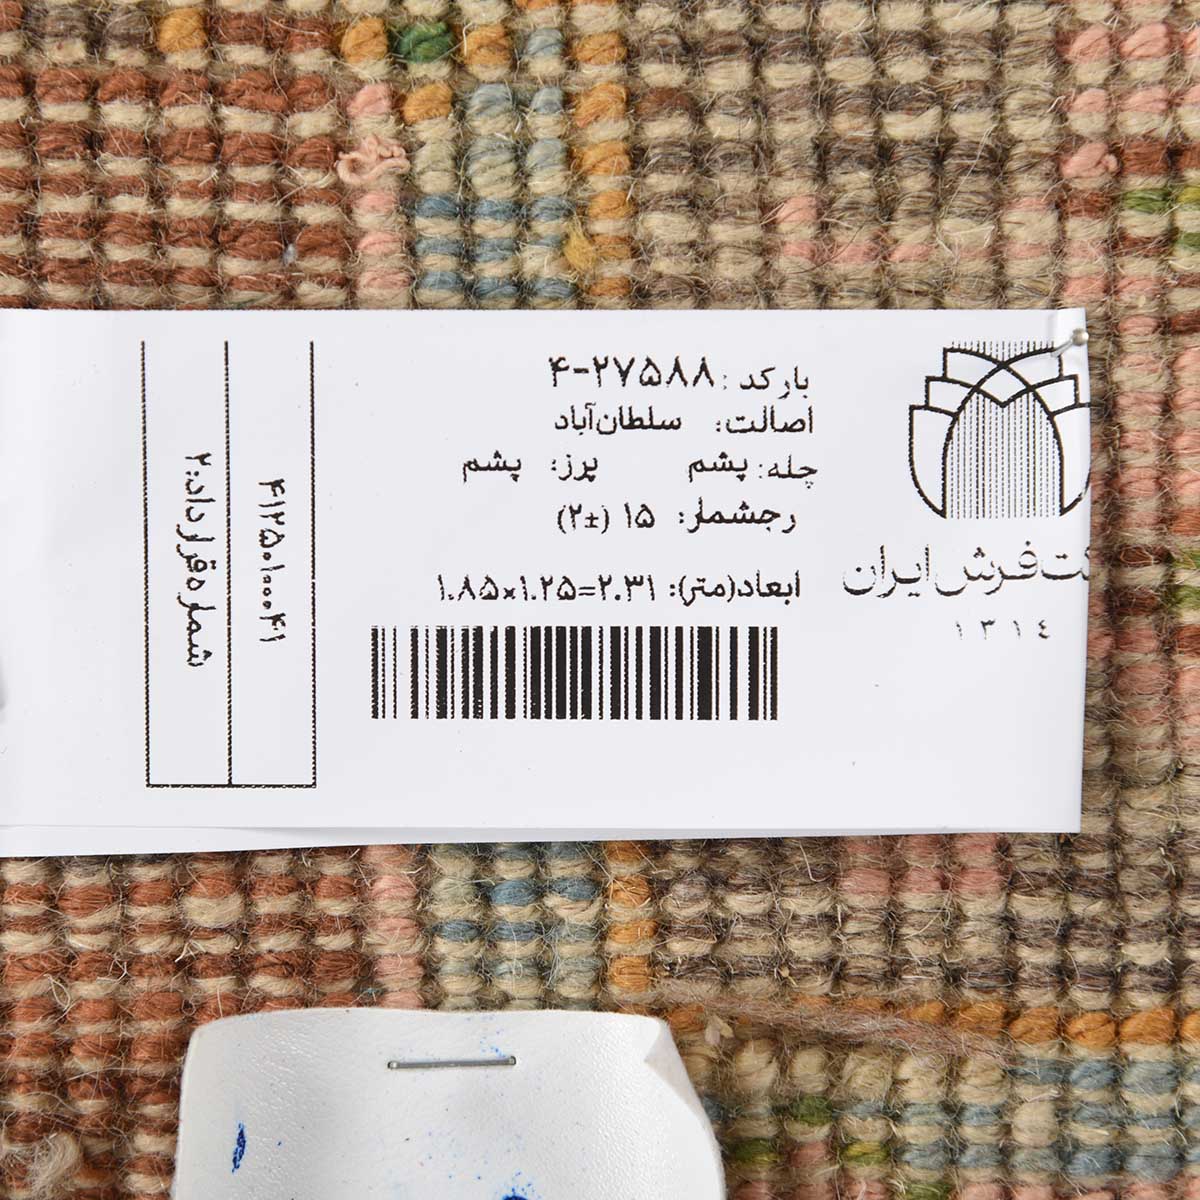 بارکد: ۴-۲۷۵۸۸
اصالت: سلطان‌آباد
چله: پشم پرز: پشم
رجشمار: ۱۵ (±۲)
ابعاد(متر): ۱.۸۵×۱.۲۵=۲.۳۱
فرش ایران
۱۳۱٤
۴۱۲۵۰۱۰۰۰۴۱
شماره قرارداد: ۲